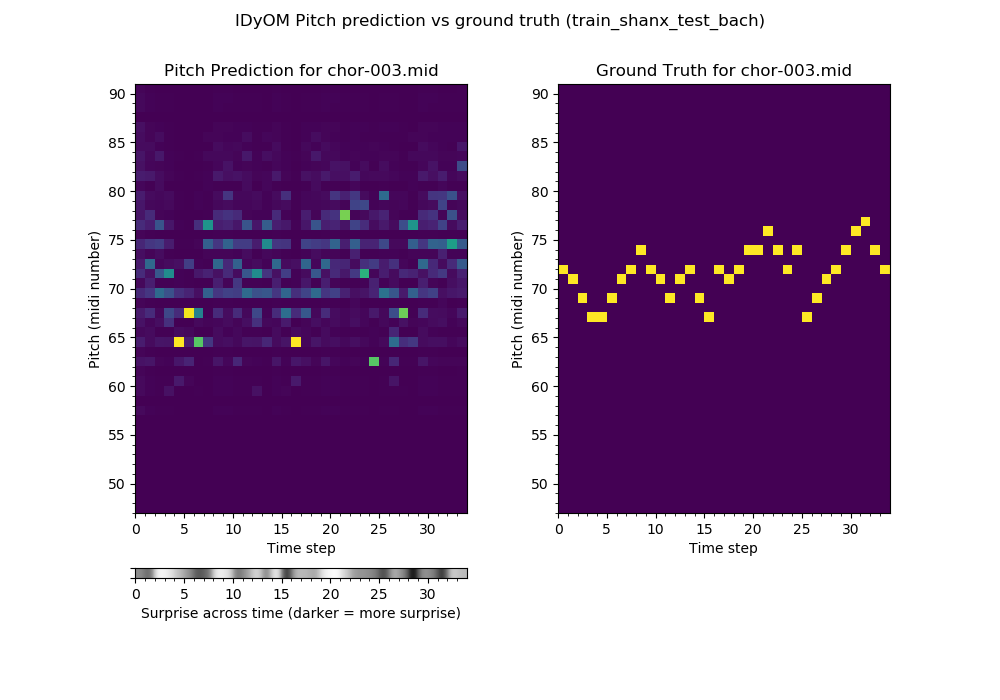 IDyOM Pitch prediction vs ground truth (train_shanx_test_bach)
Pitch Prediction for chor-003.mid
Pitch (midi number)
90
85
80
75
70
65
60
55
50
0 5 10 15 20 25 30
Time step
0 5 10 15 20 25 30
Surprise across time (darker = more surprise)
Ground Truth for chor-003.mid
Pitch (midi number)
90
85
80
75
70
65
60
55
50
0 5 10 15 20 25 30
Time step